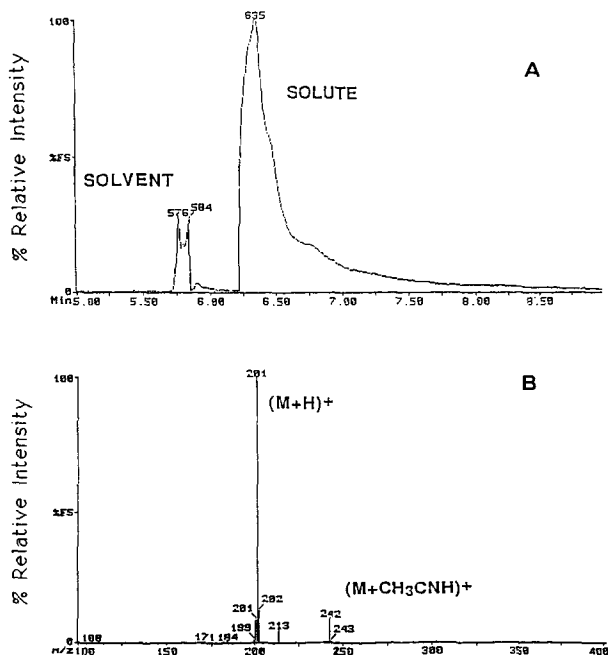 100
635
A
SOLUTE
% Relative Intensity
%FS
SOLVENT
576
584
0
Min5.00 5.50 6.00 6.50 7.00 7.50 8.00 8.50
201
100
B
(M+H)+
% Relative Intensity
%FS
(M+CH3CNH)+
201
202
242
199
213
243
171
184
100
0
M/Z100 150 200 250 300 350 400